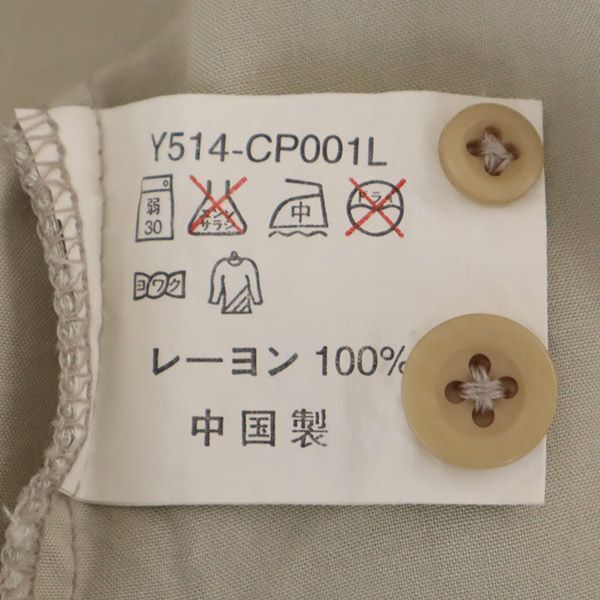 Y514-CP001L
弱 30 エンソ サラシ 中 ドライ
ヨワク
レーヨン 100%
中国製